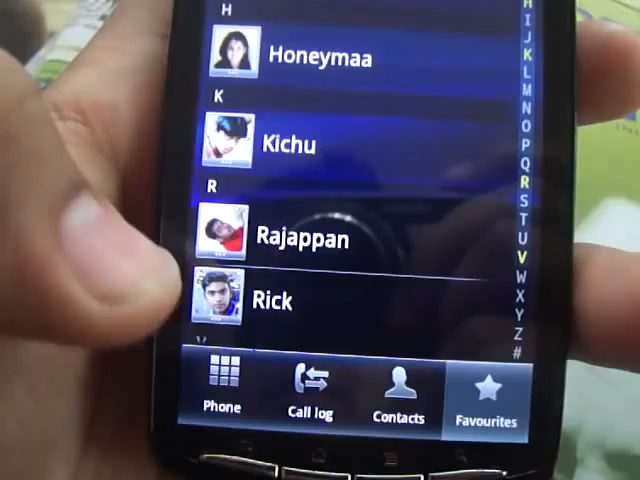 H
Honeymaa
K
Kichu
R
Rajappan
Rick
V
Phone
Call log
Contacts
Favourites
H
I
J
K
L
M
N
O
P
Q
R
S
T
U
V
W
X
Y
Z
#